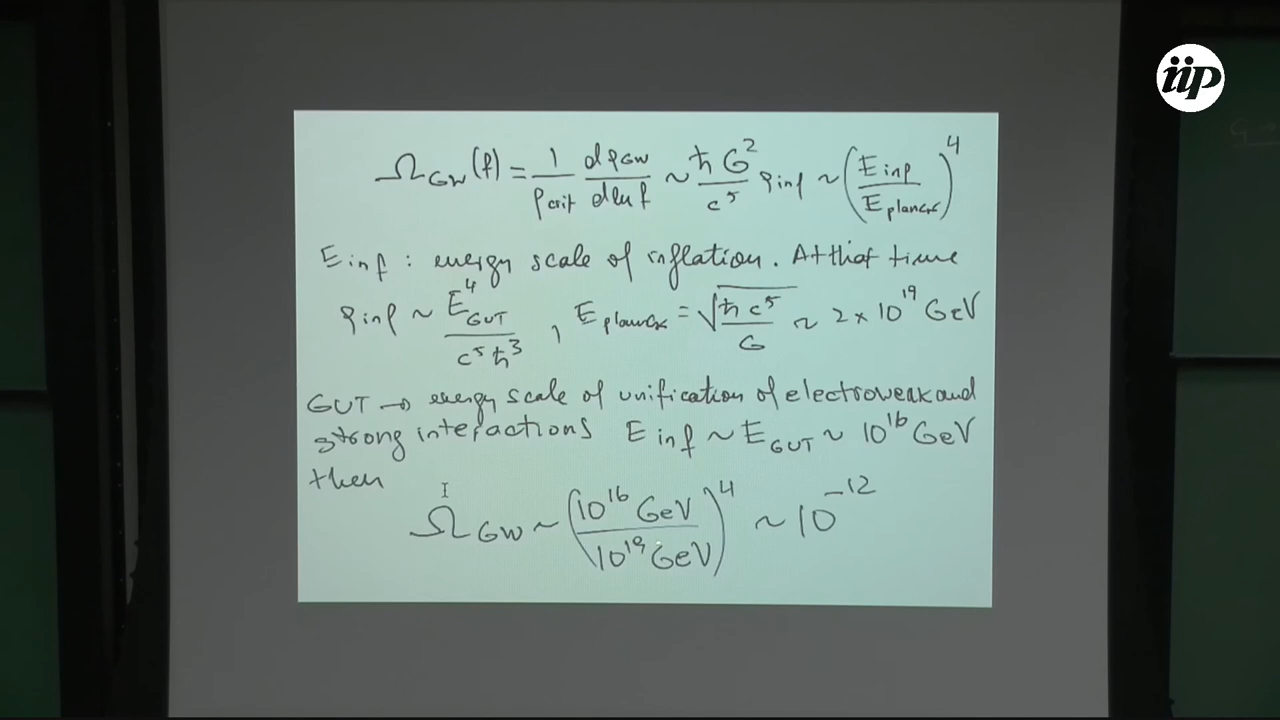 iip
Ω_GW(f) = 1/ρ_crit dρ_GW/dlnf ~ ħG²/c⁵ ρ_inf ~ (E_inf/E_planck)⁴
E_inf : energy scale of inflation. At that time
ρ_inf ~ E⁴_GUT/c⁵ħ³ , E_planck = √(ħc⁵/G) ~ 2 × 10¹⁹ GeV
GUT → energy scale of unification of electroweak and
strong interactions E_inf ~ E_GUT ~ 10¹⁶ GeV
then
Ω_GW ~ (10¹⁶ GeV/10¹⁹ GeV)⁴ ~ 10⁻¹²